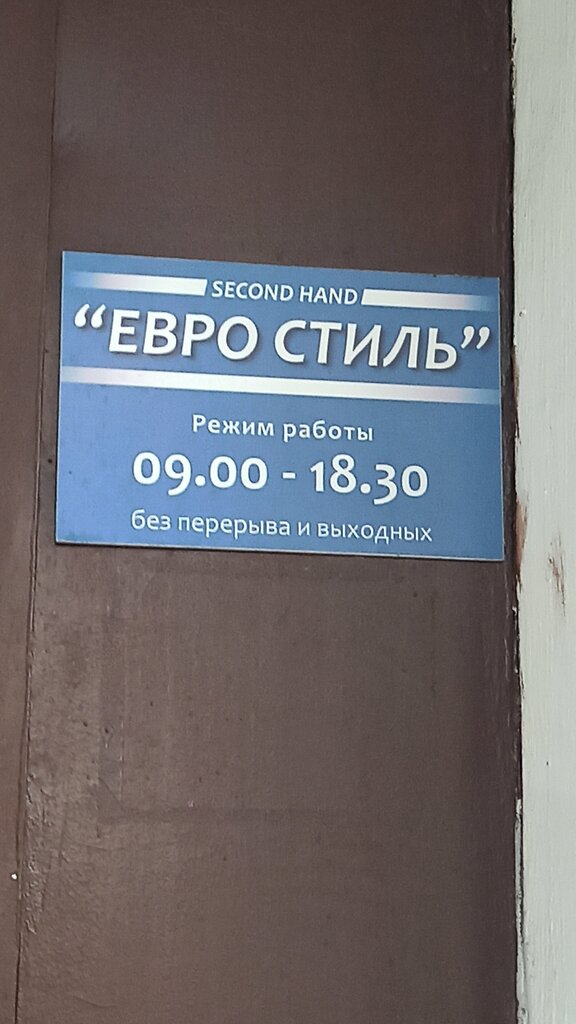 SECOND HAND
“ЕВРО СТИЛЬ”
Режим работы
09.00 - 18.30
без перерыва и выходных